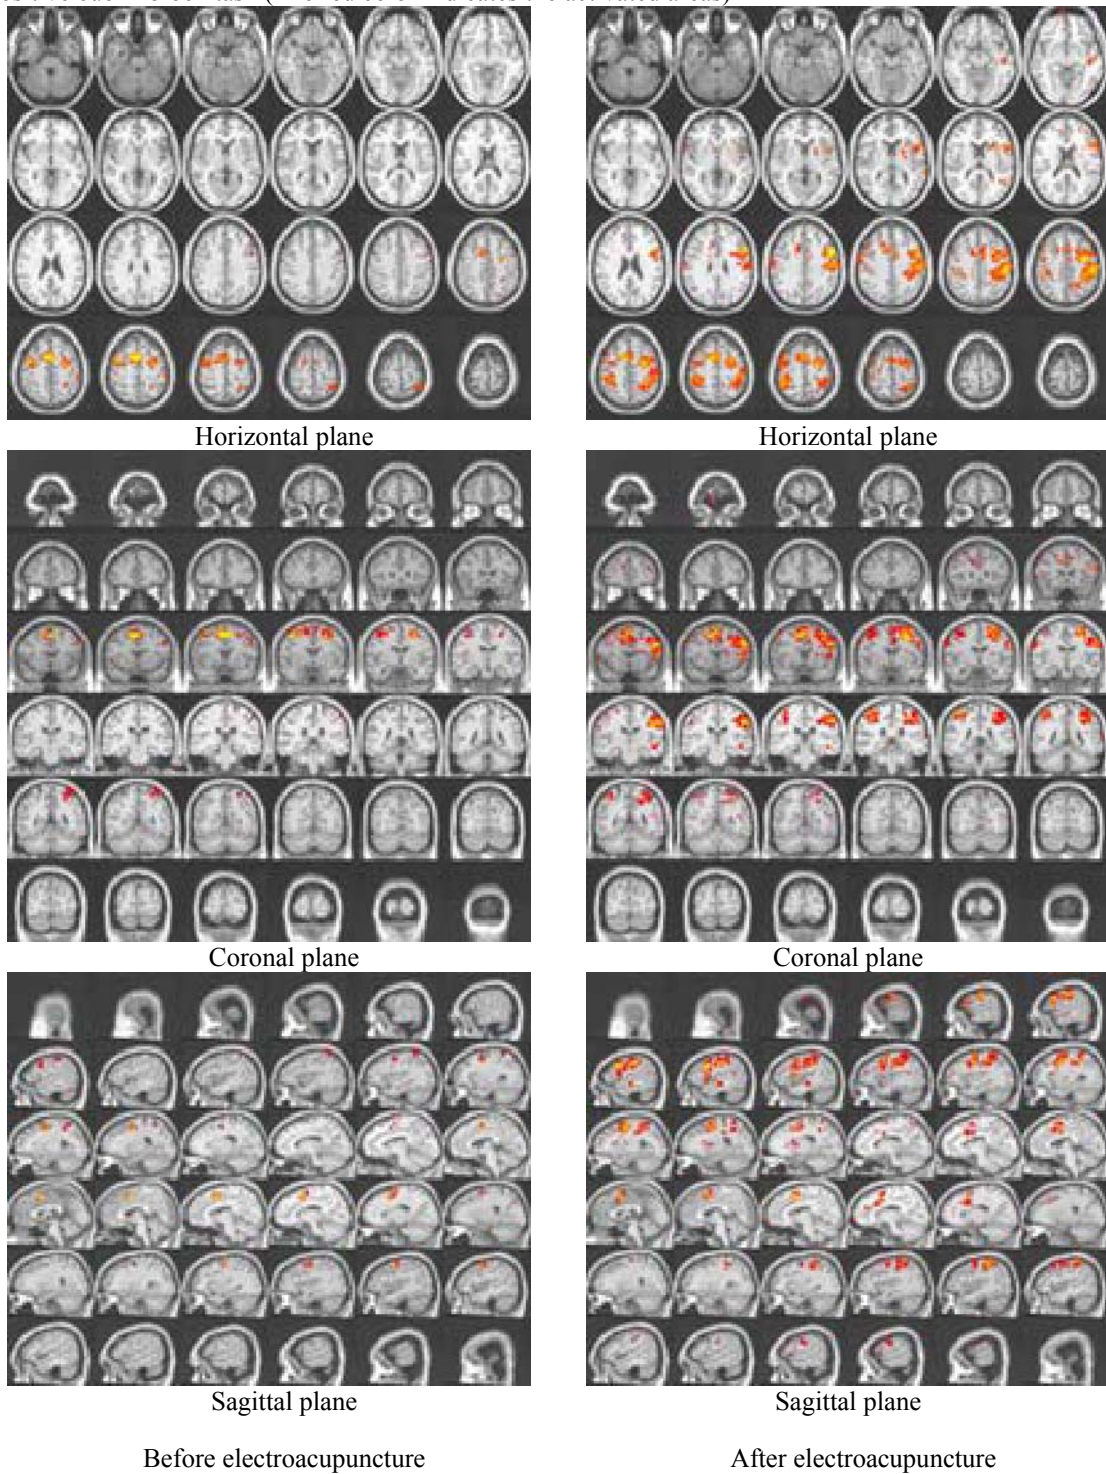 Horizontal plane
Horizontal plane
Coronal plane
Coronal plane
Sagittal plane
Sagittal plane
Before electroacupuncture
After electroacupuncture